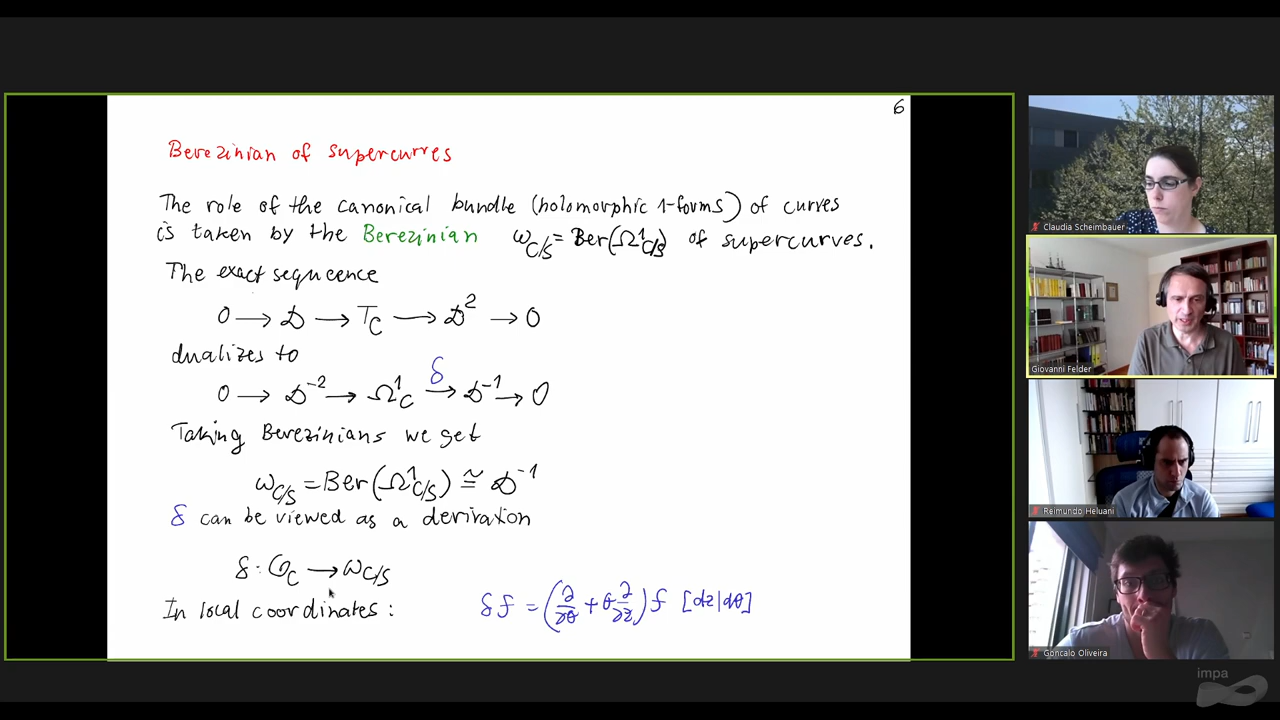 6
Berezinian of supercurves
The role of the canonical bundle (holomorphic 1-forms) of curves
is taken by the Berezinian ω_{C/S} = Ber(Ω¹_{C/S}) of supercurves.
The exact sequence
0 → 𝒟 → T_C → 𝒟² → 0
dualizes to
0 → 𝒟⁻² → Ω¹_C →^δ 𝒟⁻¹ → 0
Taking Berezinians we get
ω_{C/S} = Ber(Ω¹_{C/S}) ≅ 𝒟⁻¹
δ can be viewed as a derivation
δ : 𝒪_C → ω_{C/S}
In local coordinates : δf = (∂/∂θ + θ ∂/∂z) f [dz|dθ]
Claudia Scheimbauer
Giovanni Felder
Reimundo Heluani
Goncalo Oliveira
impa